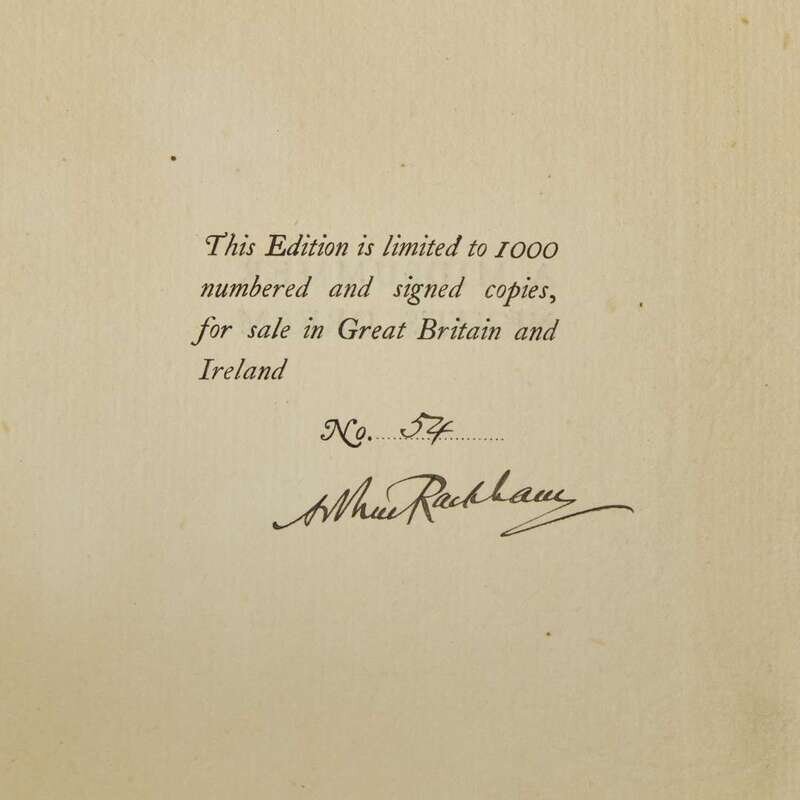 This Edition is limited to 1000
numbered and signed copies,
for sale in Great Britain and
Ireland
No. 54
Arthur Rackham